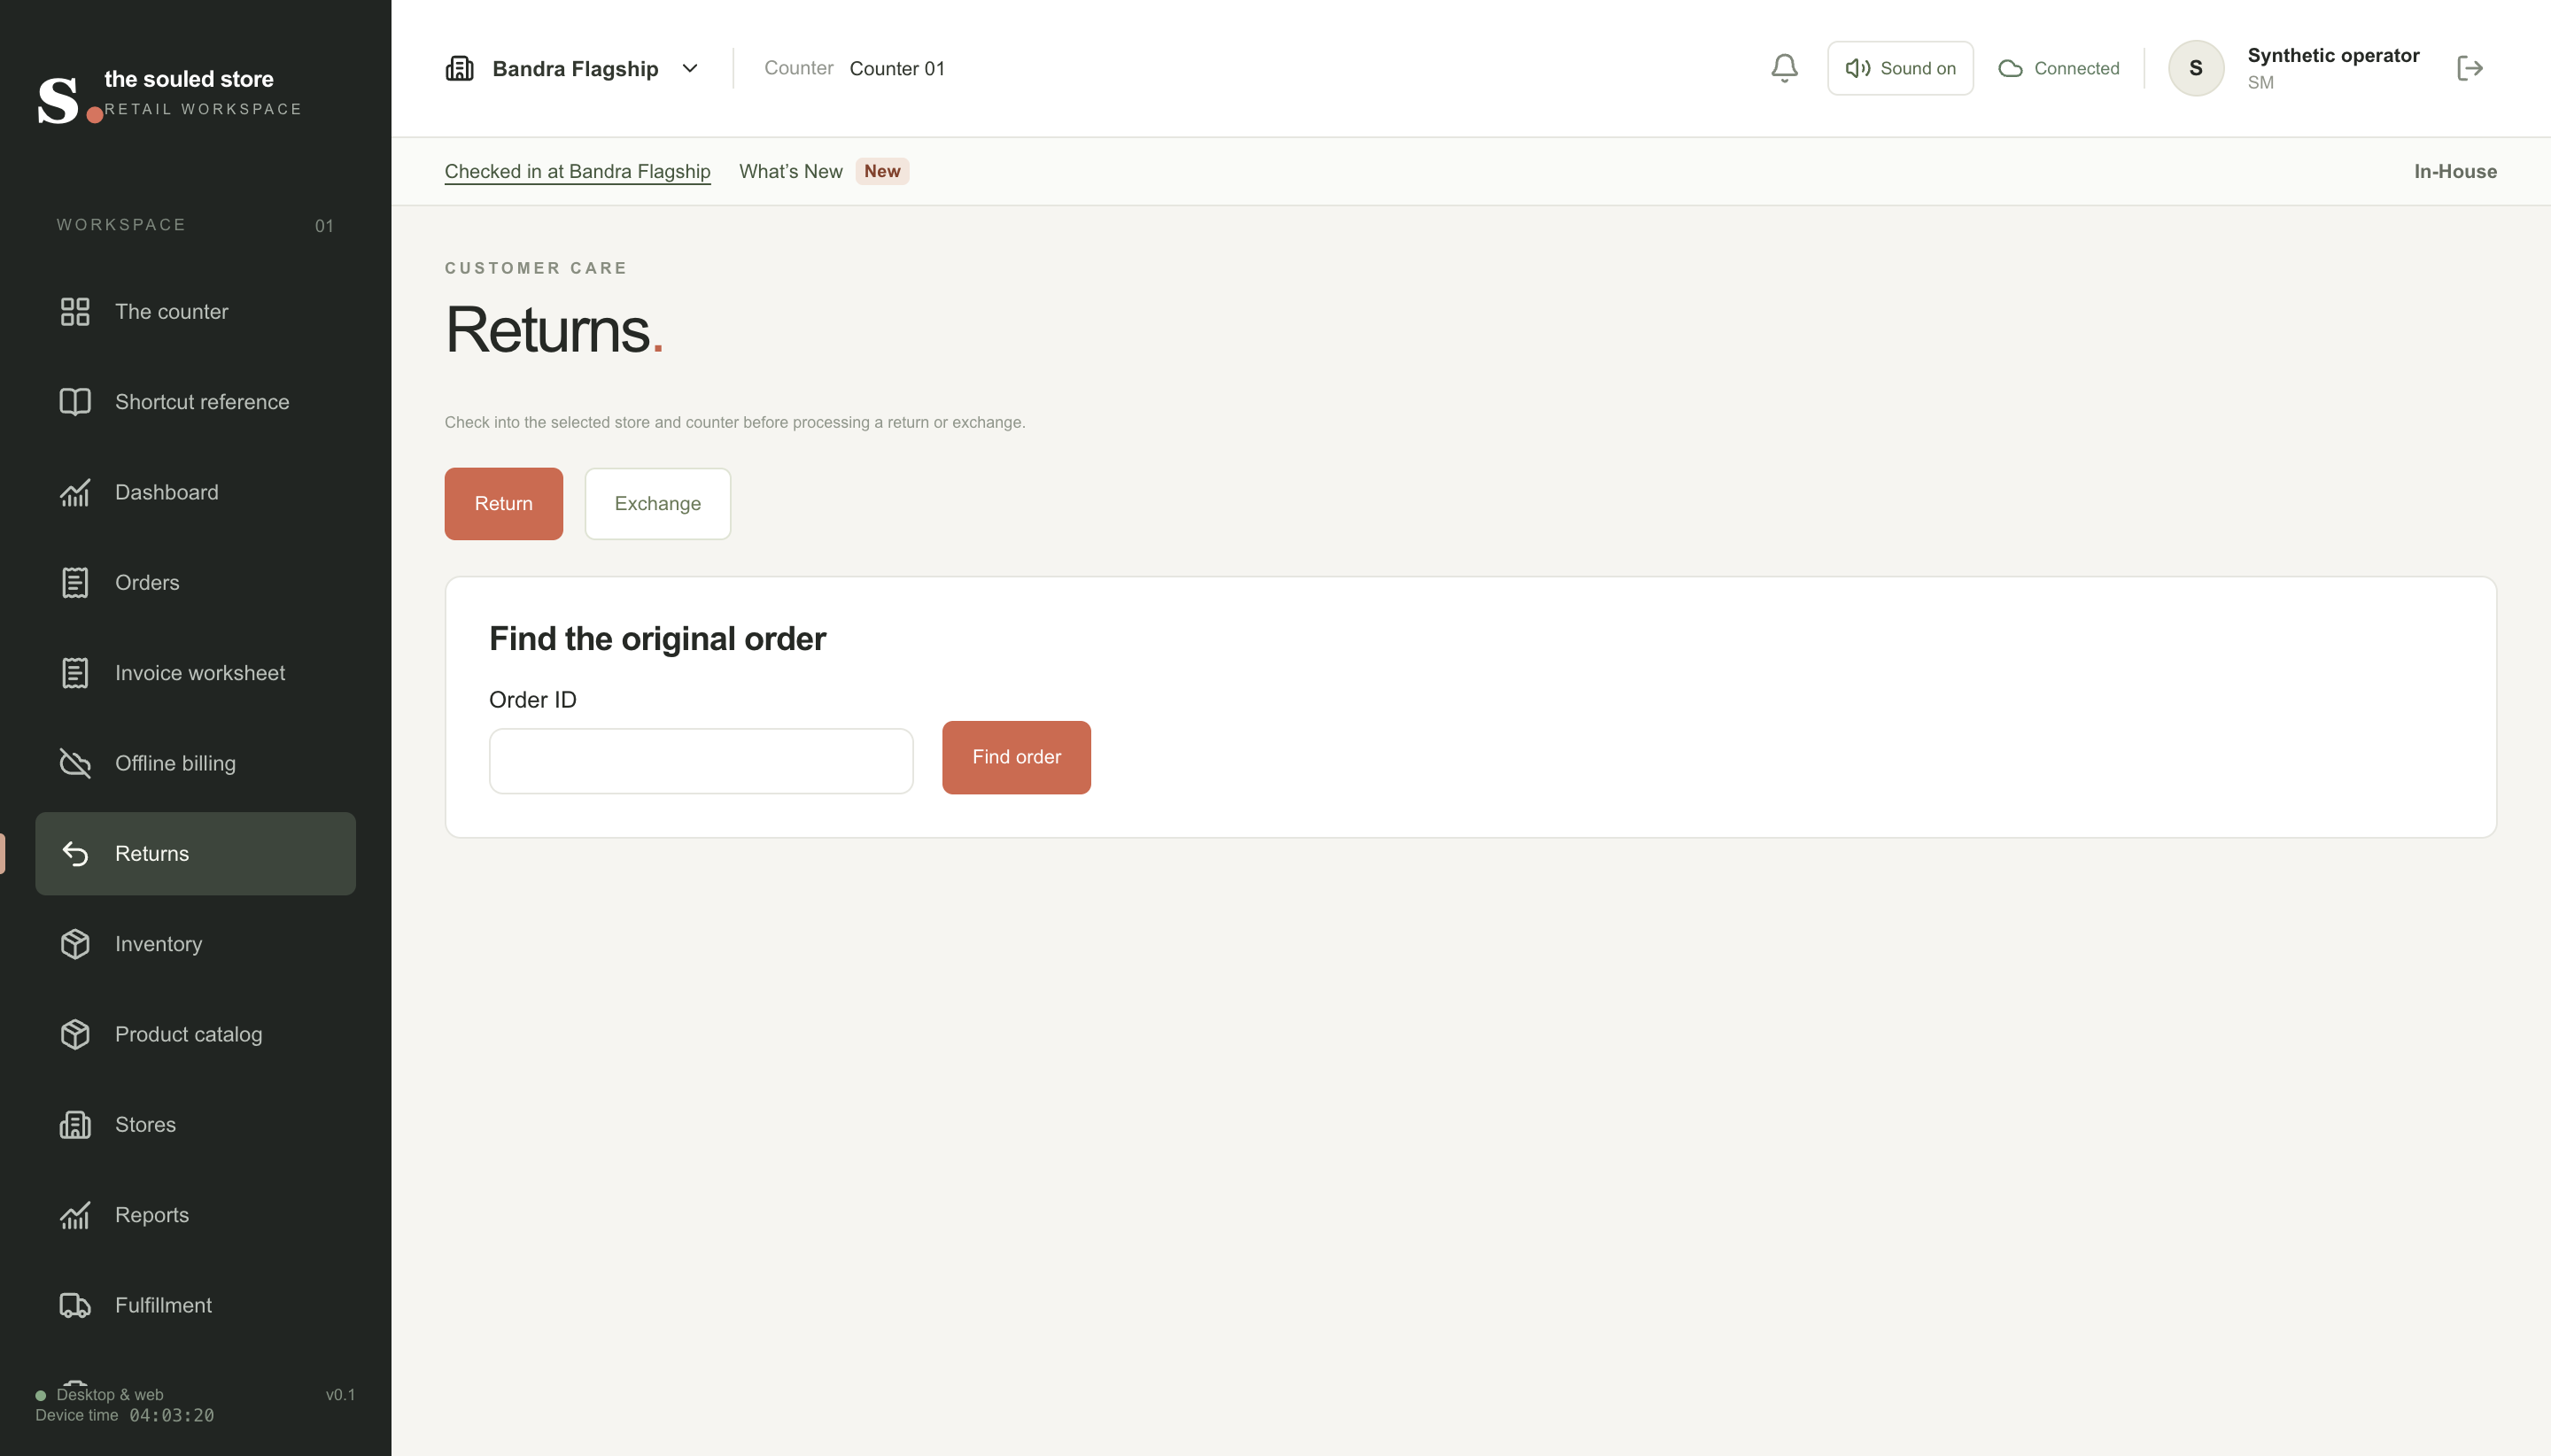 S.
the souled store
RETAIL WORKSPACE
WORKSPACE 01
The counter
Shortcut reference
Dashboard
Orders
Invoice worksheet
Offline billing
Returns
Inventory
Product catalog
Stores
Reports
Fulfillment
Desktop & web v0.1
Device time 04:03:20
Bandra Flagship
Counter Counter 01
Sound on
Connected
S
Synthetic operator
SM
Checked in at Bandra Flagship
What’s New New
In-House
CUSTOMER CARE
Returns.
Check into the selected store and counter before processing a return or exchange.
Return
Exchange
Find the original order
Order ID
Find order